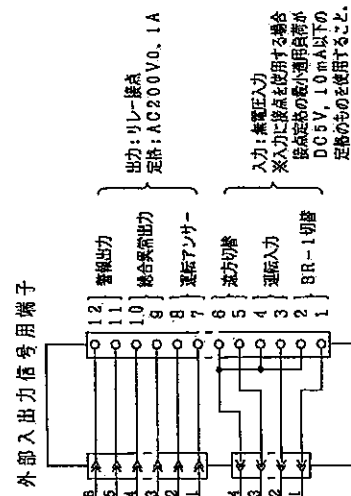 外部入出力信号用端子
12
11
10
9
8
7
6
5
4
3
2
1
警報出力
総合異常出力
運転アンサー
流方切替
運転入力
BR-1切替
出力:リレー接点
定格:AC200V0.1A
入力:無電圧入力
※入力に接点を使用する場合
接点定格の最小適用負荷が
DC5V, 10mA以下の
定格のものを使用すること。
6
5
4
3
2
1
4
3
2
1